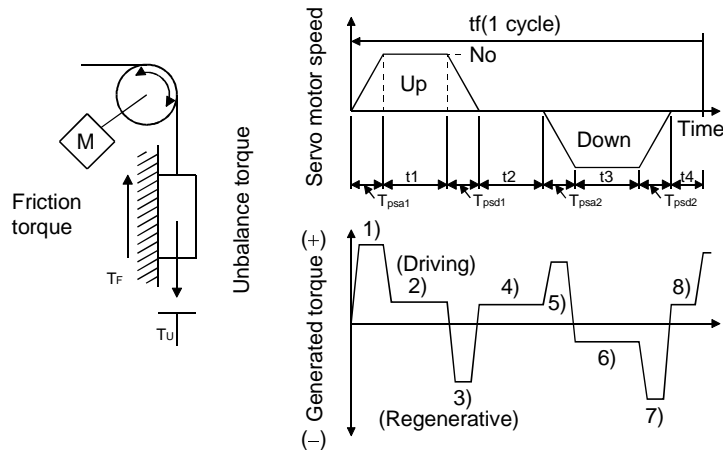 M
Friction
torque
TF
TU
Unbalance torque
tf(1 cycle)
No
Up
Down
Time
Servo motor speed
t1
t2
t3
t4
Tpsa1
Tpsd1
Tpsa2
Tpsd2
(+)
1)
(Driving)
2)
4)
5)
8)
6)
3)
7)
(Regenerative)
(–)
Generated torque